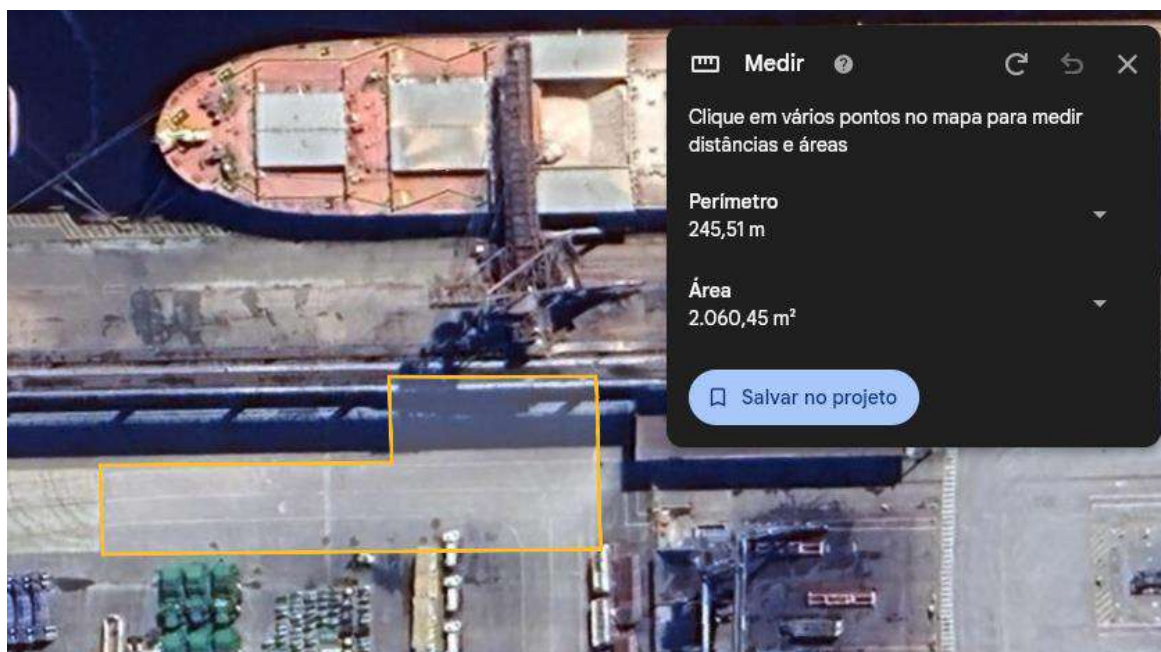 Medir
Clique em vários pontos no mapa para medir
distâncias e áreas
Perímetro
245,51 m
Área
2.060,45 m²
Salvar no projeto